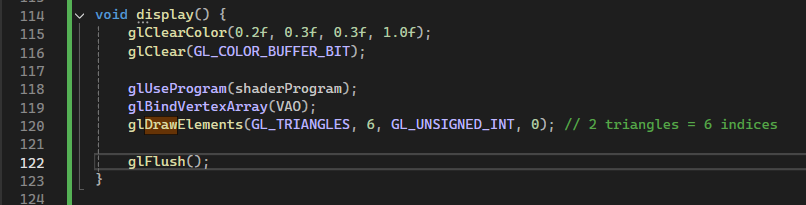 114 void display() {
115 glClearColor(0.2f, 0.3f, 0.3f, 1.0f);
116 glClear(GL_COLOR_BUFFER_BIT);
117
118 glUseProgram(shaderProgram);
119 glBindVertexArray(VAO);
120 glDrawElements(GL_TRIANGLES, 6, GL_UNSIGNED_INT, 0); // 2 triangles = 6 indices
121
122 glFlush();
123 }
124